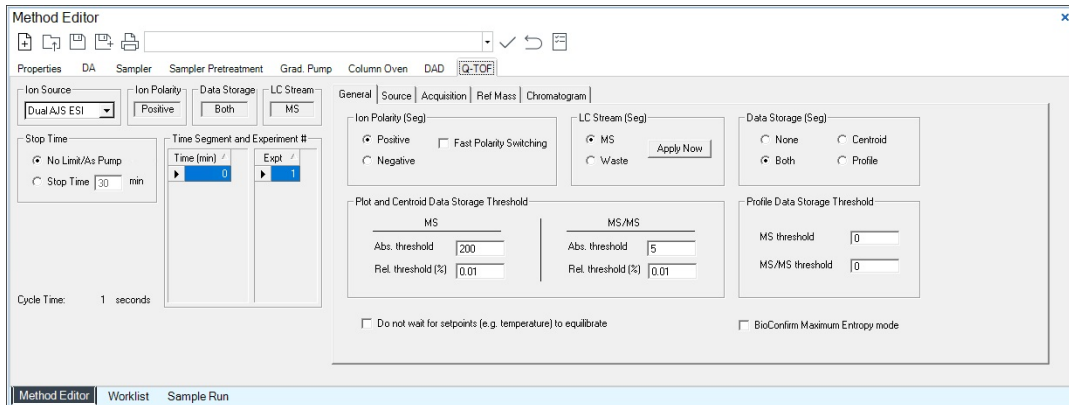 Method Editor
Properties DA Sampler Sampler Pretreatment Grad. Pump Column Oven DAD Q-TOF
Ion Source
Dual AJS ESI
Ion Polarity
Positive
Data Storage
Both
LC Stream
MS
Stop Time
No Limit/As Pump
Stop Time 30 min
Time Segment and Experiment #
Time (min) Expt
0 1
Cycle Time: 1 seconds
General Source Acquisition Ref Mass Chromatogram
Ion Polarity (Seg)
Positive Fast Polarity Switching
Negative
LC Stream (Seg)
MS
Waste
Apply Now
Data Storage (Seg)
None Centroid
Both Profile
Plot and Centroid Data Storage Threshold
MS MS/MS
Abs. threshold 200 Abs. threshold 5
Rel. threshold (%) 0.01 Rel. threshold (%) 0.01
Profile Data Storage Threshold
MS threshold 0
MS/MS threshold 0
Do not wait for setpoints (e.g. temperature) to equilibrate
BioConfirm Maximum Entropy mode
Method Editor Worklist Sample Run